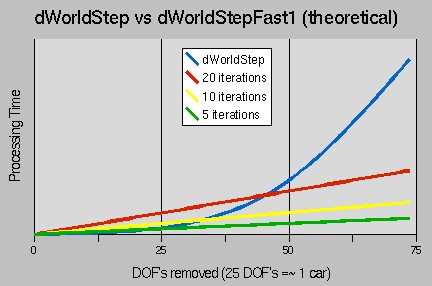 dWorldStep vs dWorldStepFast1 (theoretical)
dWorldStep
20 iterations
10 iterations
5 iterations
Processing Time
0
25
50
75
DOF's removed (25 DOF's =~ 1 car)